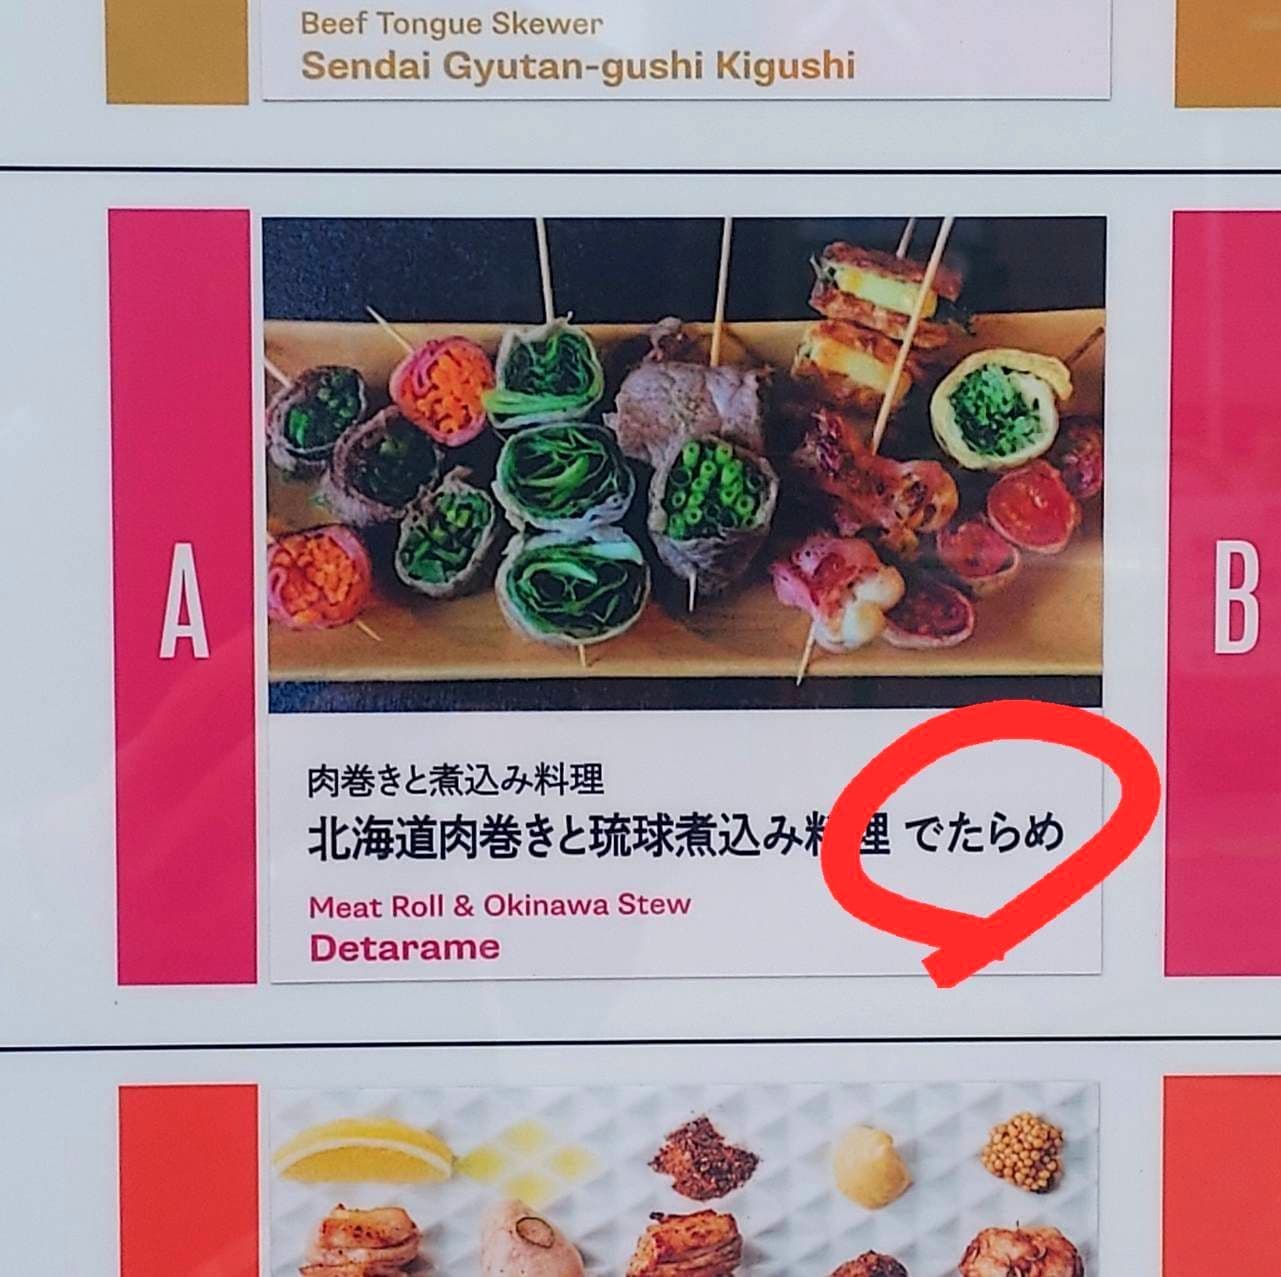 Beef Tongue Skewer
Sendai Gyutan-gushi Kigushi
A
B
肉巻きと煮込み料理
北海道肉巻きと琉球煮込み料理 でたらめ
Meat Roll & Okinawa Stew
Detarame